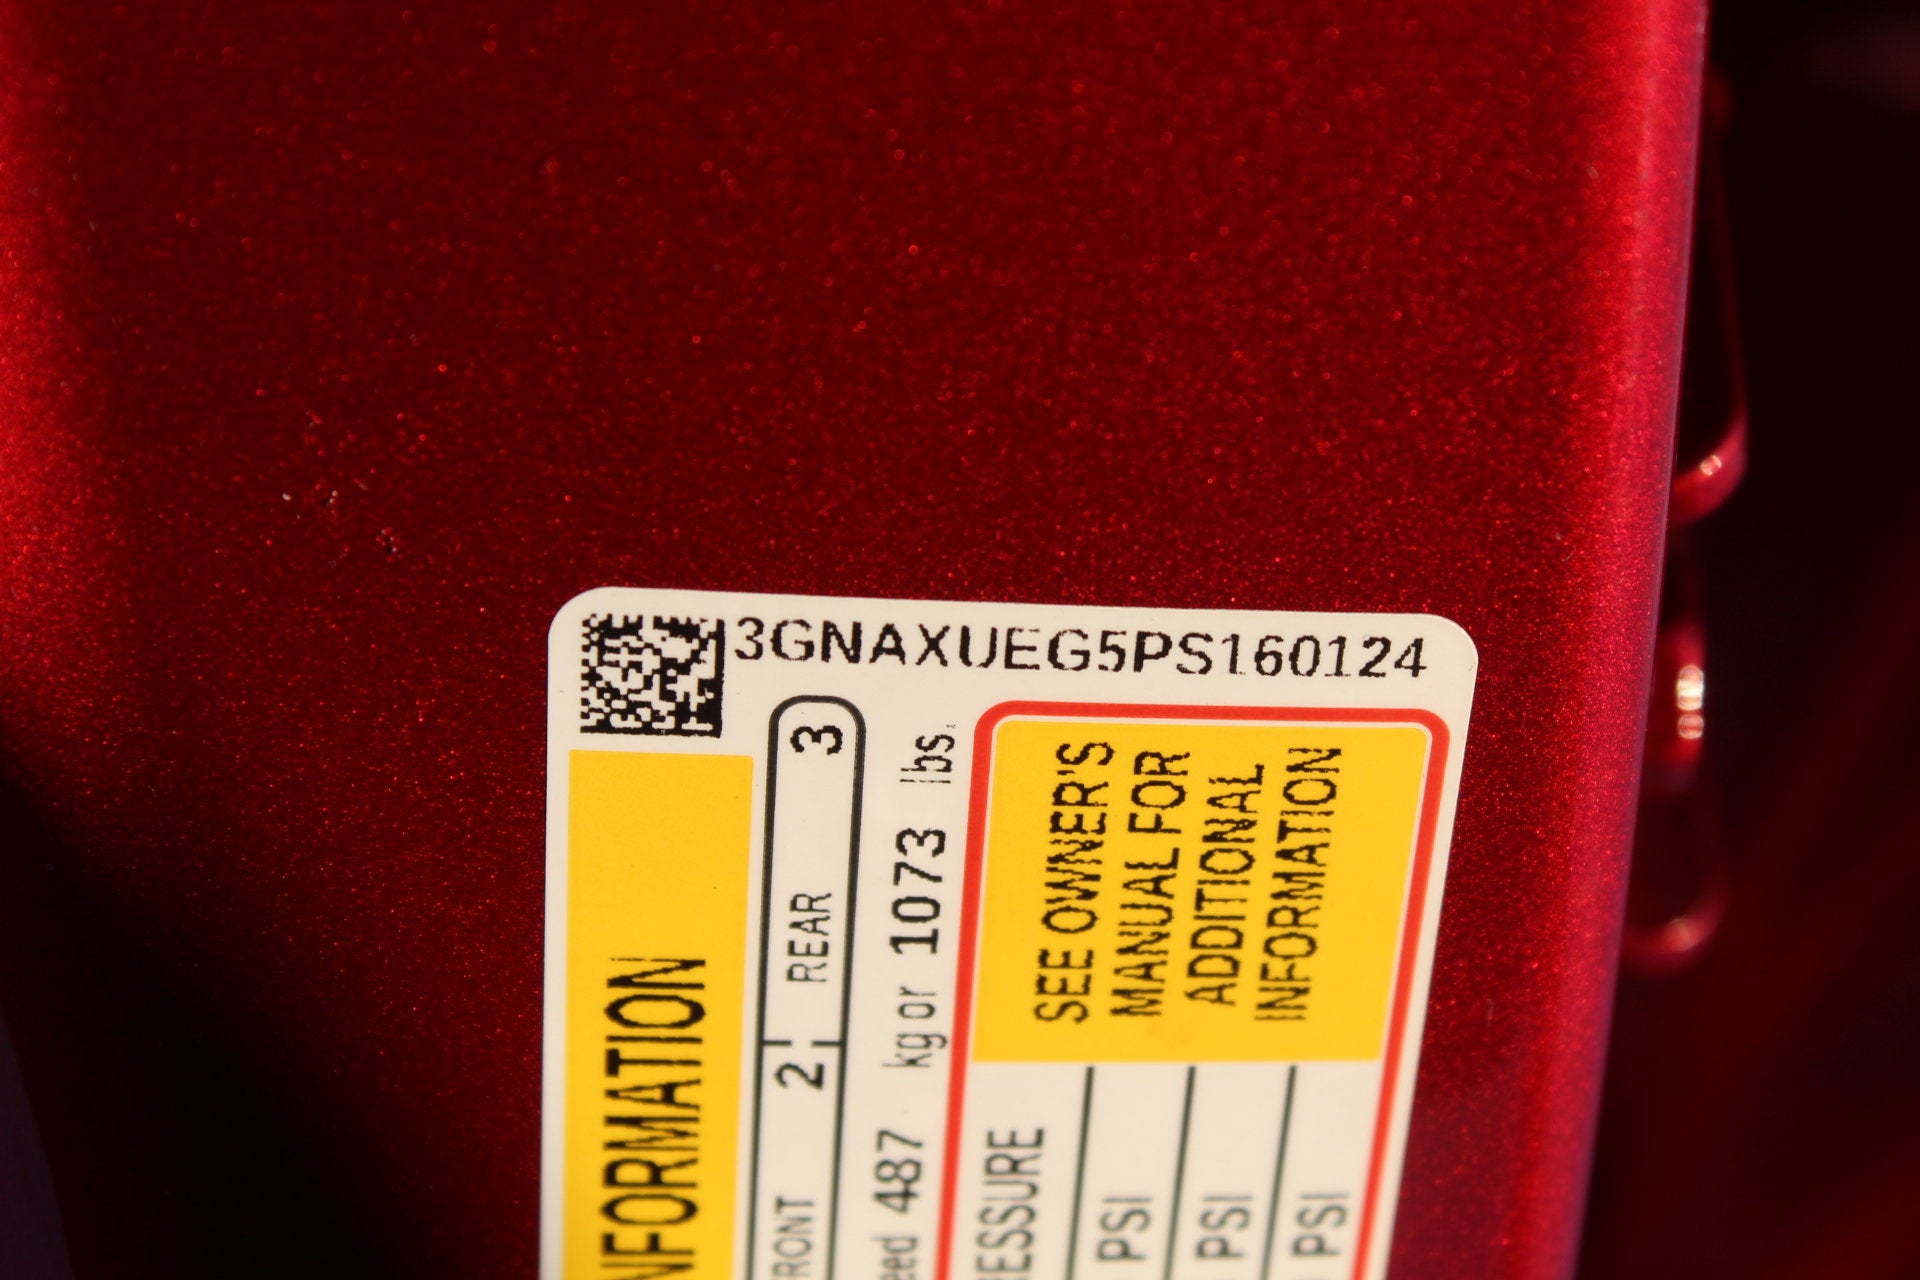 3GNAXUEG5PS160124
INFORMATION
FRONT 2 REAR 3
487 kg or 1073 lbs.
SEE OWNER'S
MANUAL FOR
ADDITIONAL
INFORMATION
PSI
PSI
PSI